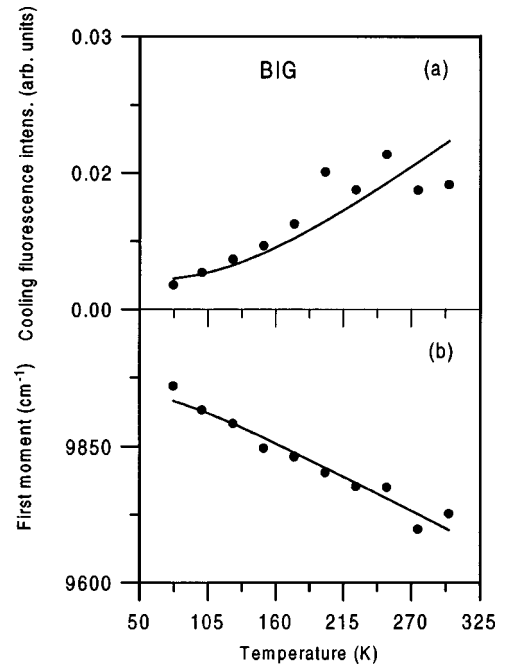 Cooling fluorescence intens. (arb. units)
0.03
0.02
0.00
BIG
(a)
First moment (cm-1)
9850
9600
(b)
50 105 160 215 270 325
Temperature (K)